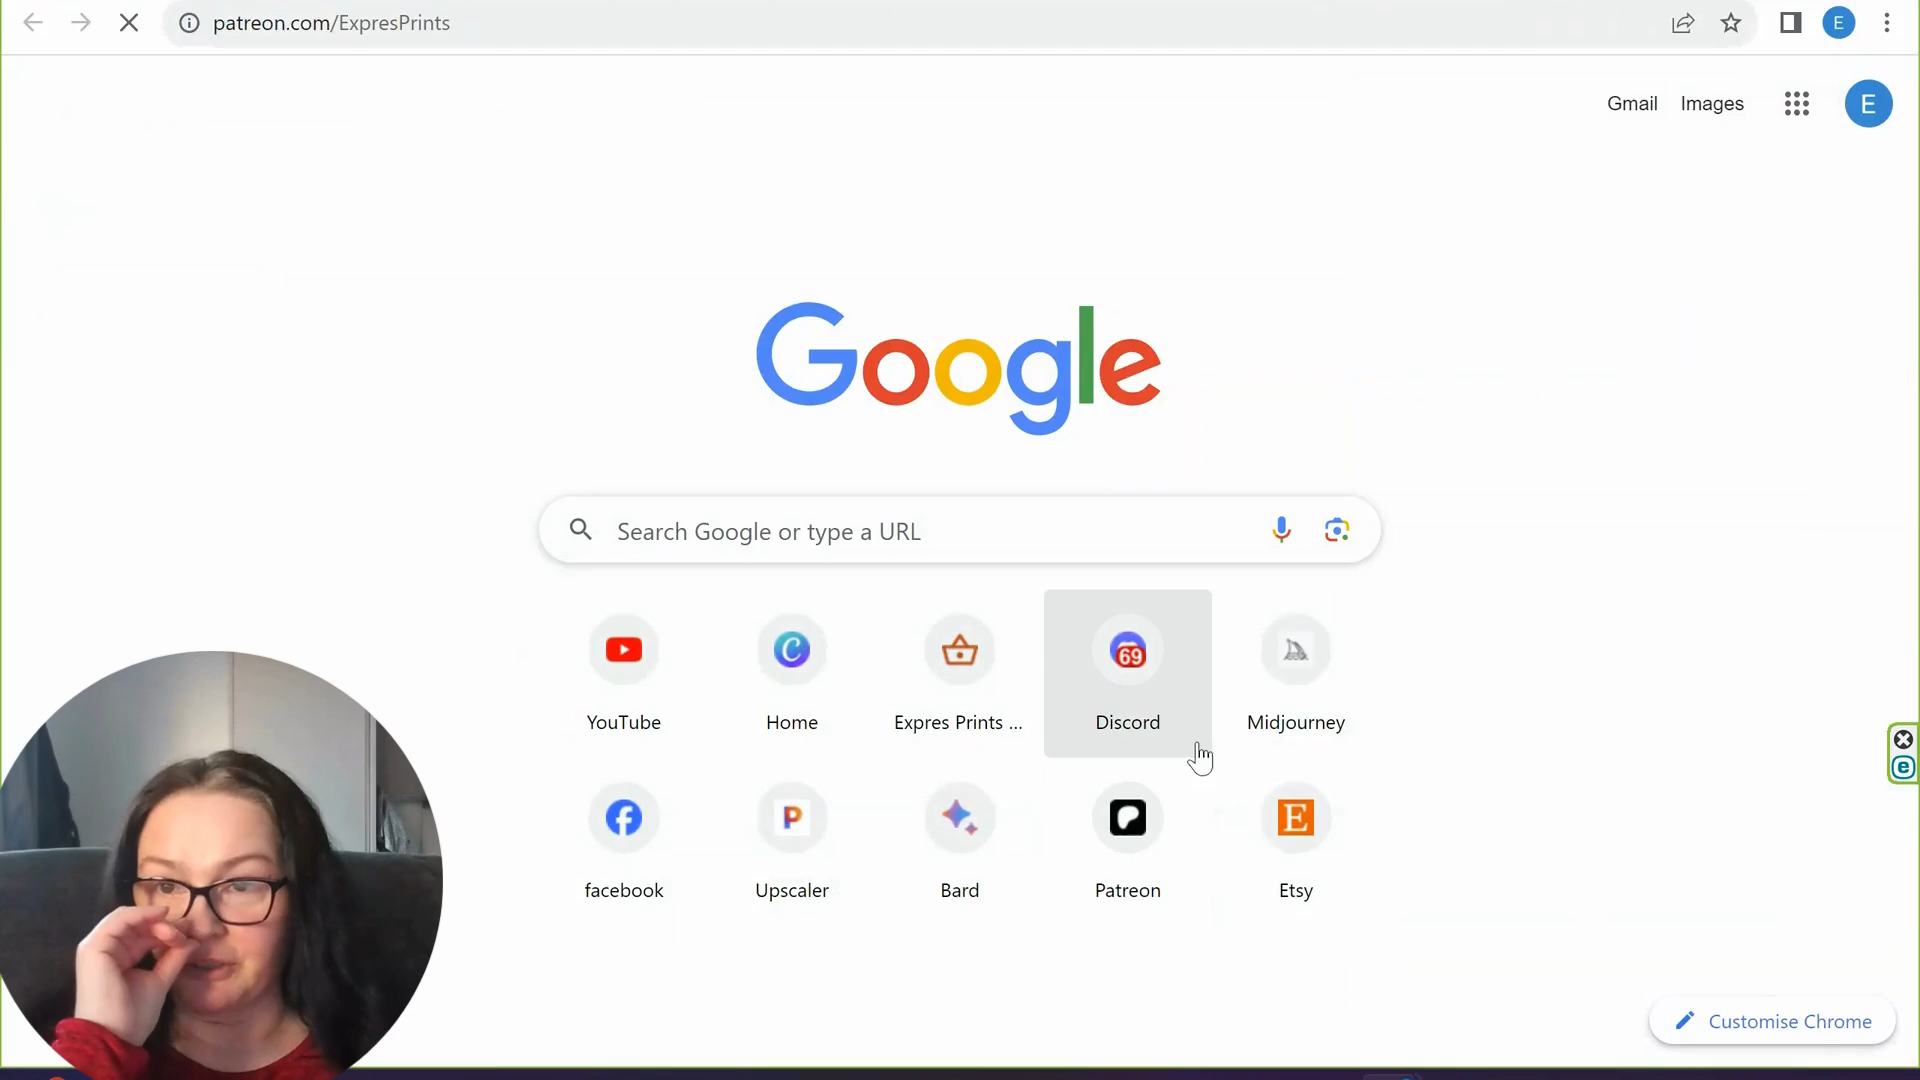 patreon.com/ExpresPrints
E
Gmail
Images
E
Google
Search Google or type a URL
69
YouTube
Home
Expres Prints ...
Discord
Midjourney
facebook
Upscaler
Bard
Patreon
Etsy
Customise Chrome